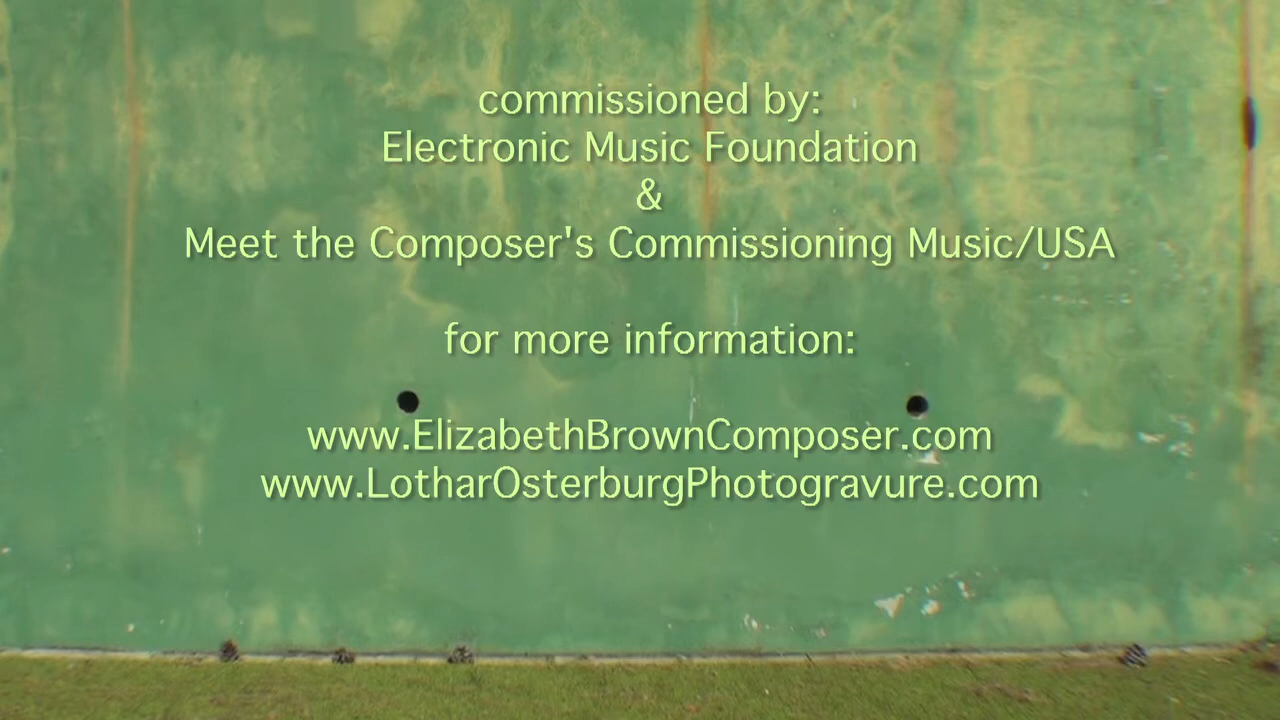 commissioned by:
Electronic Music Foundation
&
Meet the Composer's Commissioning Music/USA
for more information:
www.ElizabethBrownComposer.com
www.LotharOsterburgPhotogravure.com